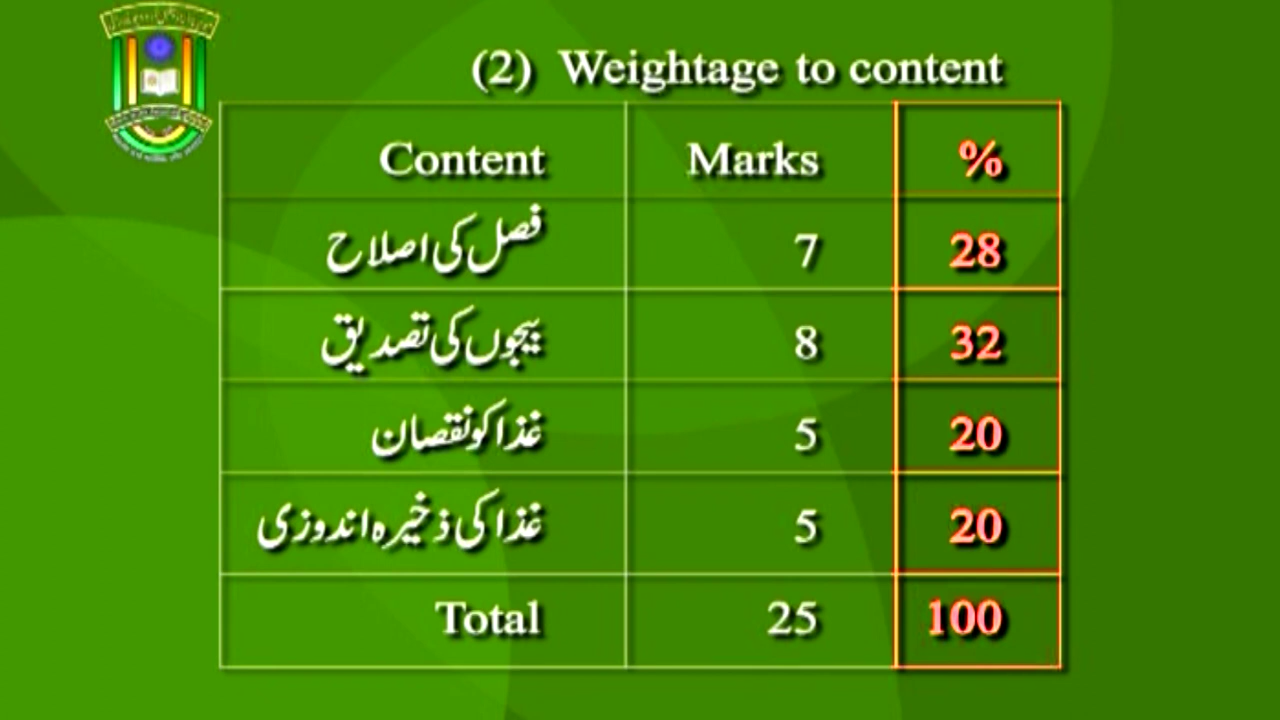 (2) Weightage to content
Content Marks %
فصل کی اصلاح 7 28
بیجوں کی تصدیق 8 32
غذا کو نقصان 5 20
غذا کی ذخیرہ اندوزی 5 20
Total 25 100